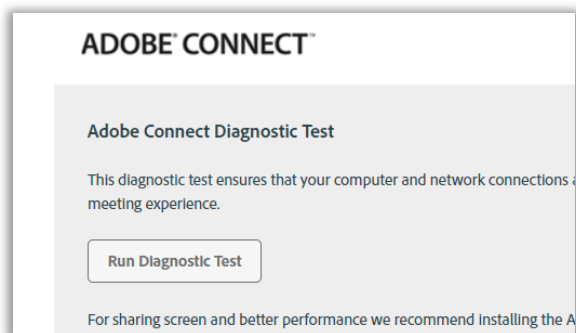 ADOBE® CONNECT™
Adobe Connect Diagnostic Test
This diagnostic test ensures that your computer and network connections
meeting experience.
Run Diagnostic Test
For sharing screen and better performance we recommend installing the